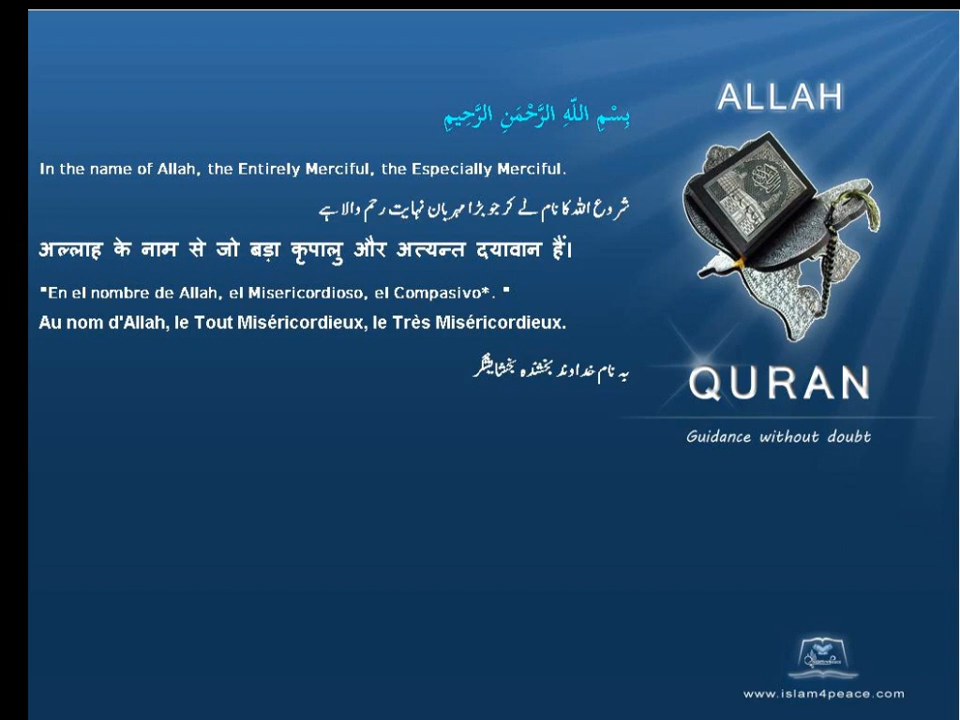 بِسْمِ اللَّهِ الرَّحْمَنِ الرَّحِيمِ
In the name of Allah, the Entirely Merciful, the Especially Merciful.
شروع الله کا نام لے کر جو بڑا مہربان نہایت رحم والا ہے
अल्लाह के नाम से जो बड़ा कृपालु और अत्यन्त दयावान हैं।
"En el nombre de Allah, el Misericordioso, el Compasivo*. "
Au nom d'Allah, le Tout Miséricordieux, le Très Miséricordieux.
به نام خداوند بخشنده بخشایشگر
ALLAH
QURAN
Guidance without doubt
www.islam4peace.com